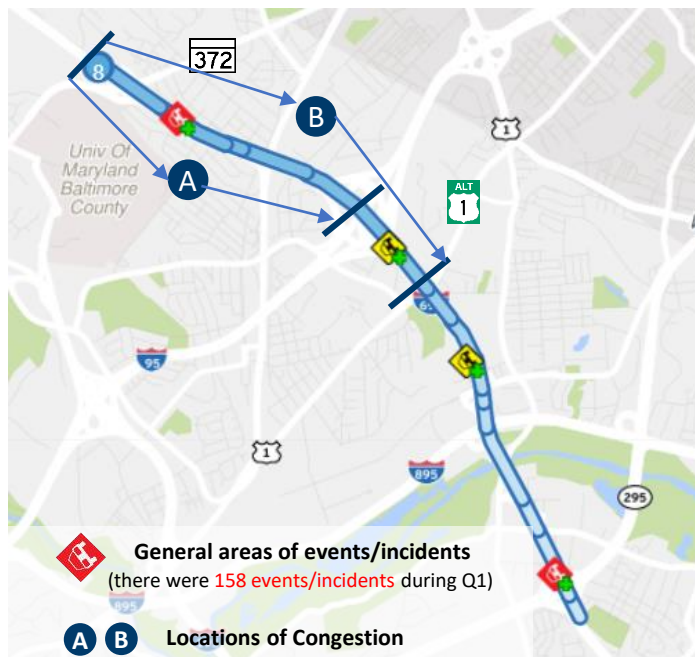 372
8
B
1
Univ Of
Maryland
Baltimore
County
A
ALT
1
95
1
895
295
General areas of events/incidents
(there were 158 events/incidents during Q1)
895
A B Locations of Congestion